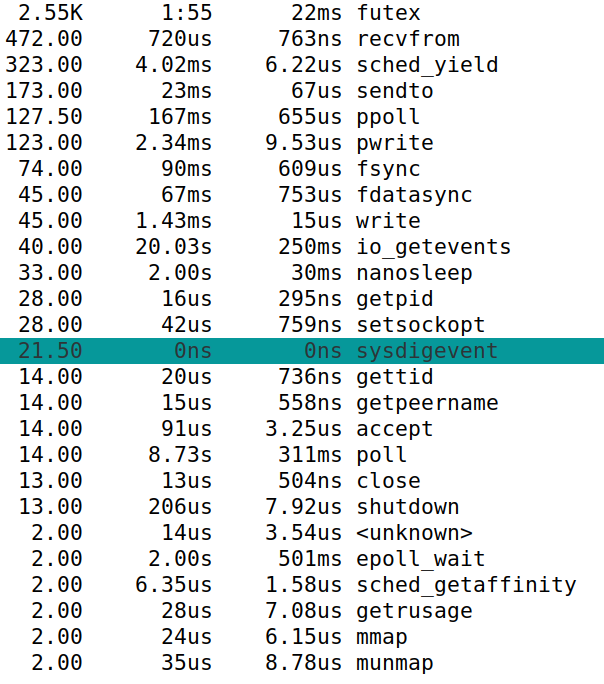 2.55K 1:55 22ms futex
472.00 720us 763ns recvfrom
323.00 4.02ms 6.22us sched_yield
173.00 23ms 67us sendto
127.50 167ms 655us ppoll
123.00 2.34ms 9.53us pwrite
74.00 90ms 609us fsync
45.00 67ms 753us fdatasync
45.00 1.43ms 15us write
40.00 20.03s 250ms io_getevents
33.00 2.00s 30ms nanosleep
28.00 16us 295ns getpid
28.00 42us 759ns setsockopt
21.50 0ns 0ns sysdigevent
14.00 20us 736ns gettid
14.00 15us 558ns getpeername
14.00 91us 3.25us accept
14.00 8.73s 311ms poll
13.00 13us 504ns close
13.00 206us 7.92us shutdown
2.00 14us 3.54us <unknown>
2.00 2.00s 501ms epoll_wait
2.00 6.35us 1.58us sched_getaffinity
2.00 28us 7.08us getrusage
2.00 24us 6.15us mmap
2.00 35us 8.78us munmap